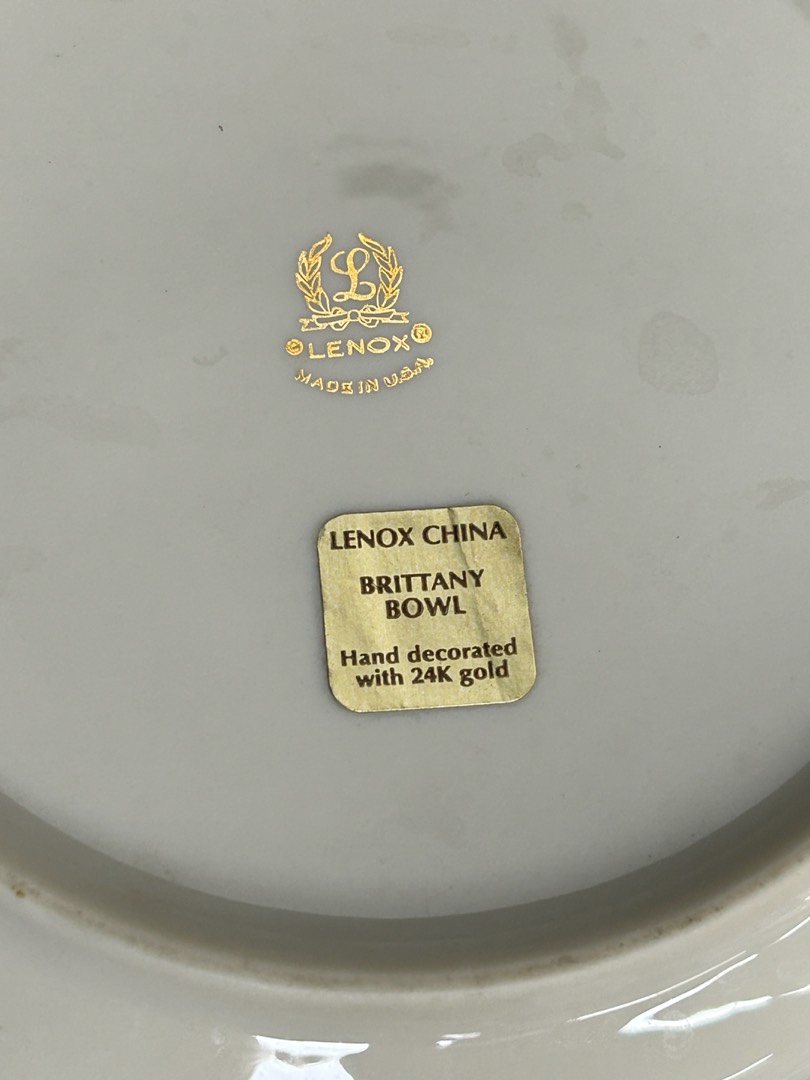 L
© LENOX ®
MADE IN U.S.A.
LENOX CHINA
BRITTANY
BOWL
Hand decorated
with 24K gold